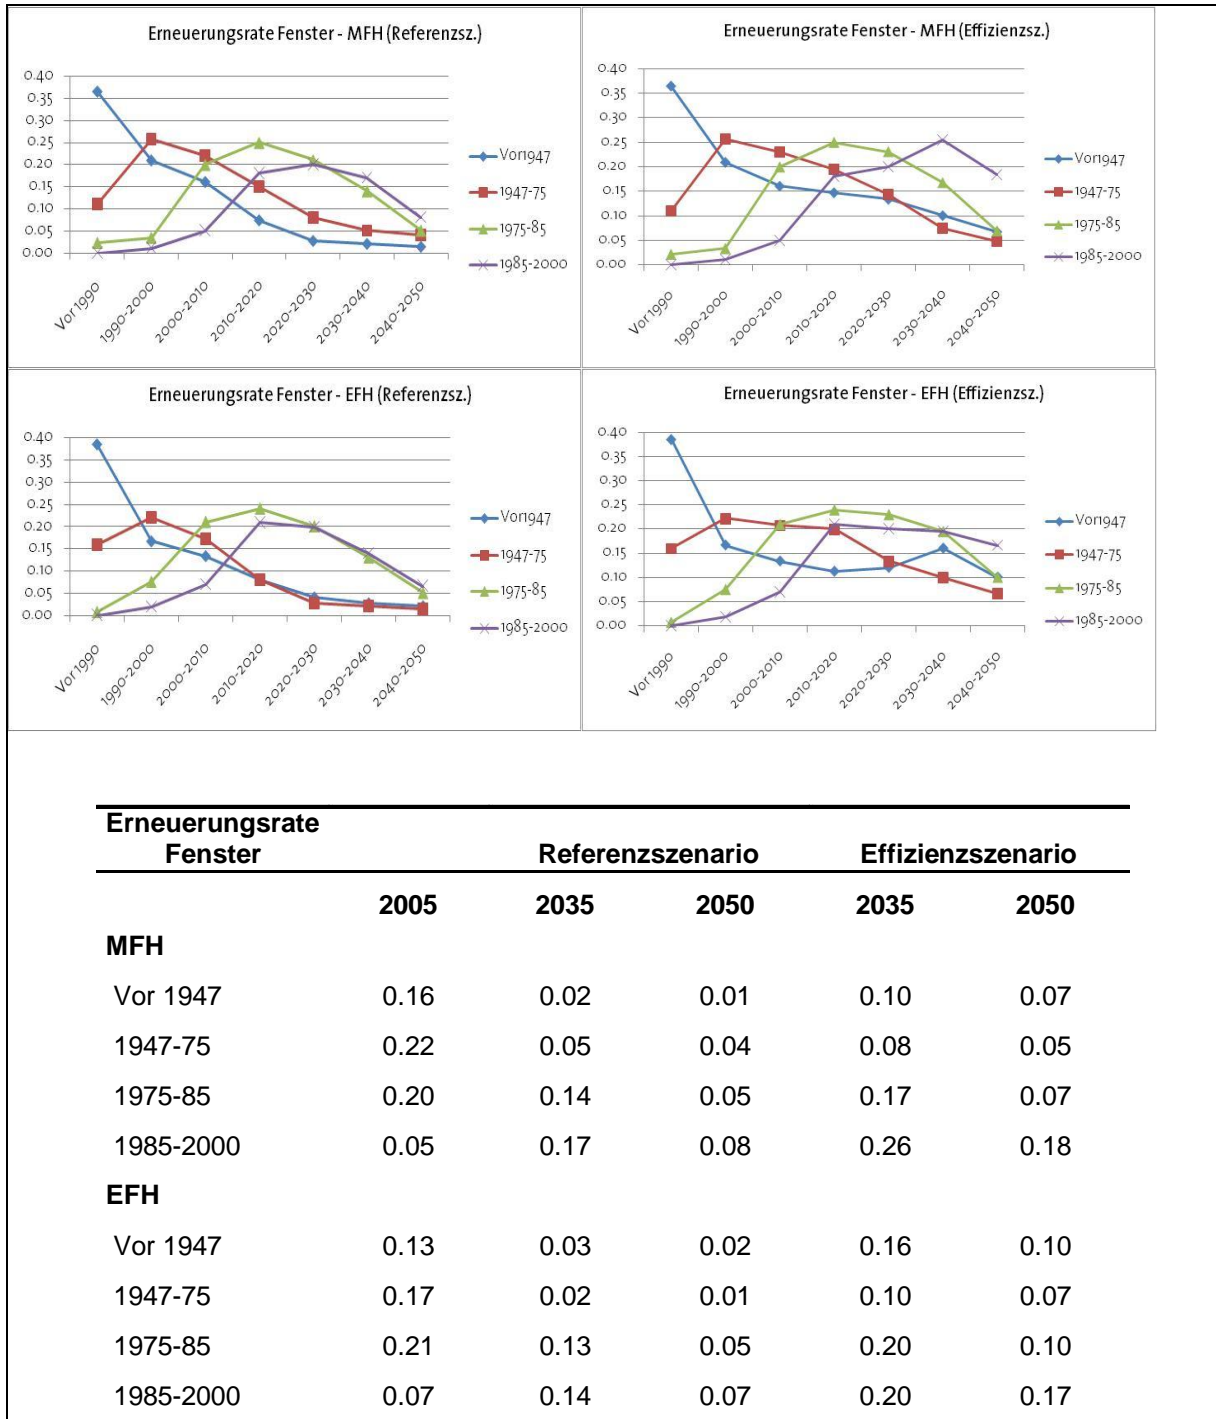 Erneuerungsrate Fenster - MFH (Referenzsz.)
0.40
0.35
0.30
0.25
0.20
0.15
0.10
0.05
0.00
Vor 1990
1990-2000
2000-2010
2010-2020
2020-2030
2030-2040
2040-2050
Vor1947
1947-75
1975-85
1985-2000
Erneuerungsrate Fenster - MFH (Effizienzsz.)
0.40
0.35
0.30
0.25
0.20
0.15
0.10
0.05
0.00
Vor 1990
1990-2000
2000-2010
2010-2020
2020-2030
2030-2040
2040-2050
Vor1947
1947-75
1975-85
1985-2000
Erneuerungsrate Fenster - EFH (Referenzsz.)
0.40
0.35
0.30
0.25
0.20
0.15
0.10
0.05
0.00
Vor 1990
1990-2000
2000-2010
2010-2020
2020-2030
2030-2040
2040-2050
Vor1947
1947-75
1975-85
1985-2000
Erneuerungsrate Fenster - EFH (Effizienzsz.)
0.40
0.35
0.30
0.25
0.20
0.15
0.10
0.05
0.00
Vor 1990
1990-2000
2000-2010
2010-2020
2020-2030
2030-2040
2040-2050
Vor1947
1947-75
1975-85
1985-2000
Erneuerungsrate
Fenster Referenzszenario Effizienzszenario
2005 2035 2050 2035 2050
MFH
Vor 1947 0.16 0.02 0.01 0.10 0.07
1947-75 0.22 0.05 0.04 0.08 0.05
1975-85 0.20 0.14 0.05 0.17 0.07
1985-2000 0.05 0.17 0.08 0.26 0.18
EFH
Vor 1947 0.13 0.03 0.02 0.16 0.10
1947-75 0.17 0.02 0.01 0.10 0.07
1975-85 0.21 0.13 0.05 0.20 0.10
1985-2000 0.07 0.14 0.07 0.20 0.17